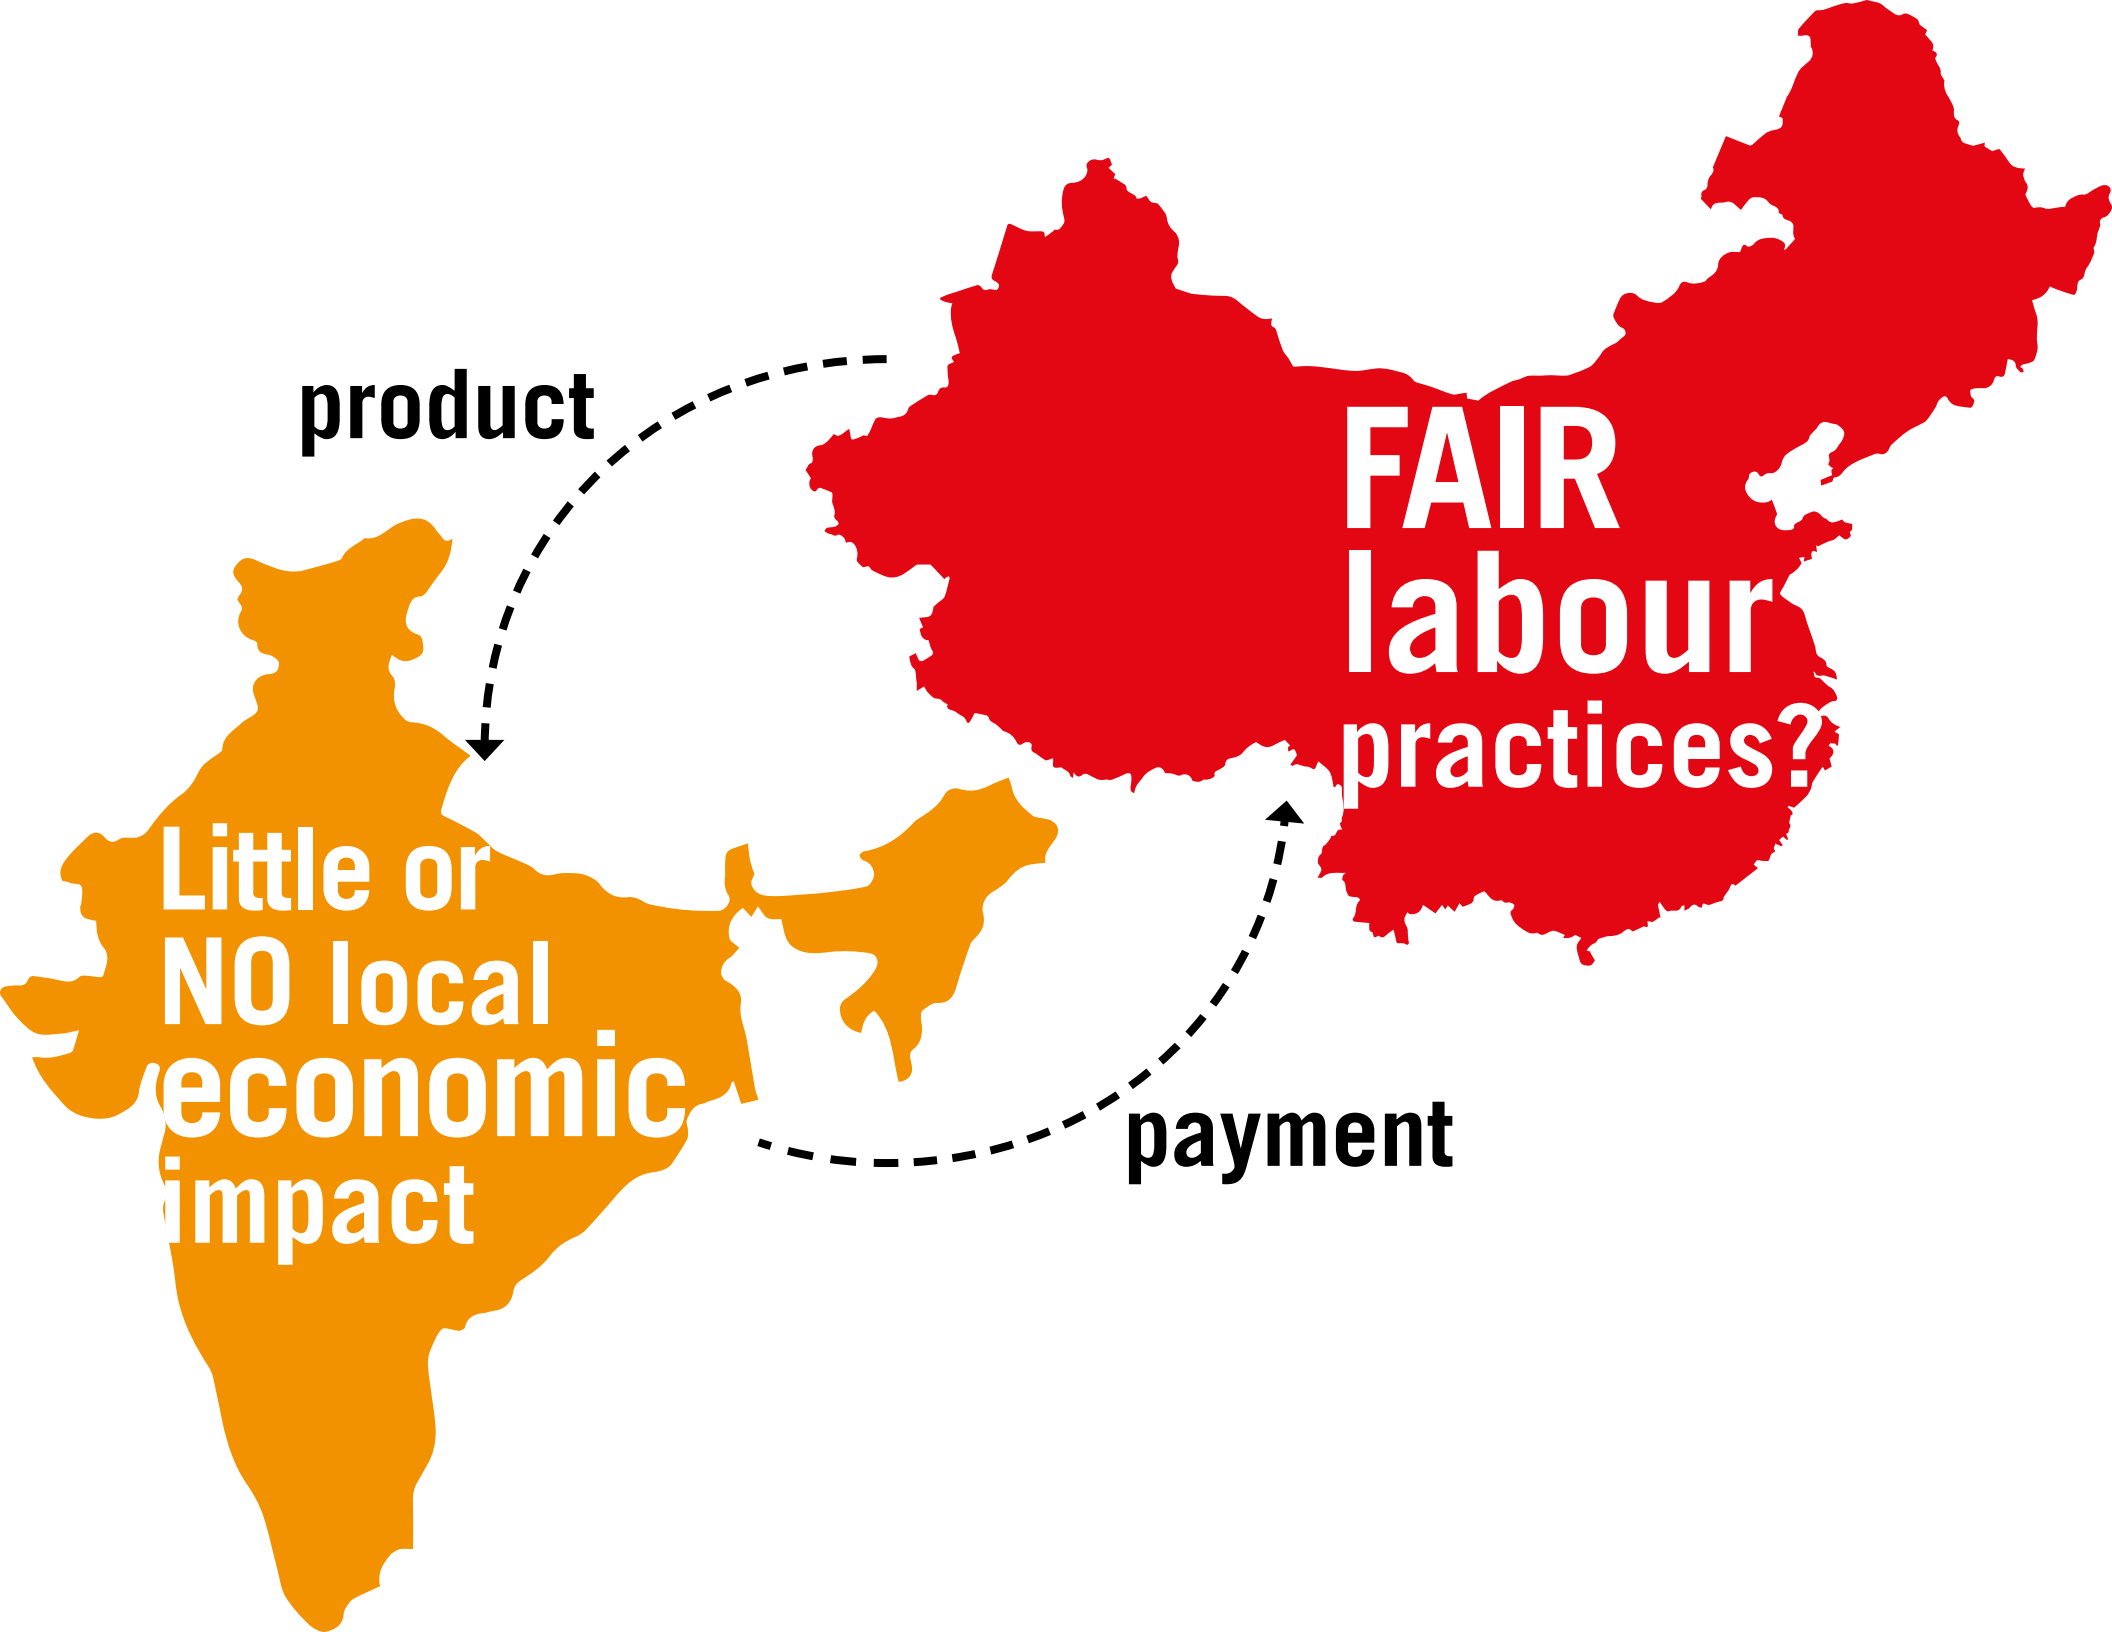 product
FAIR
labour
practices?
Little or
NO local
economic
impact
payment